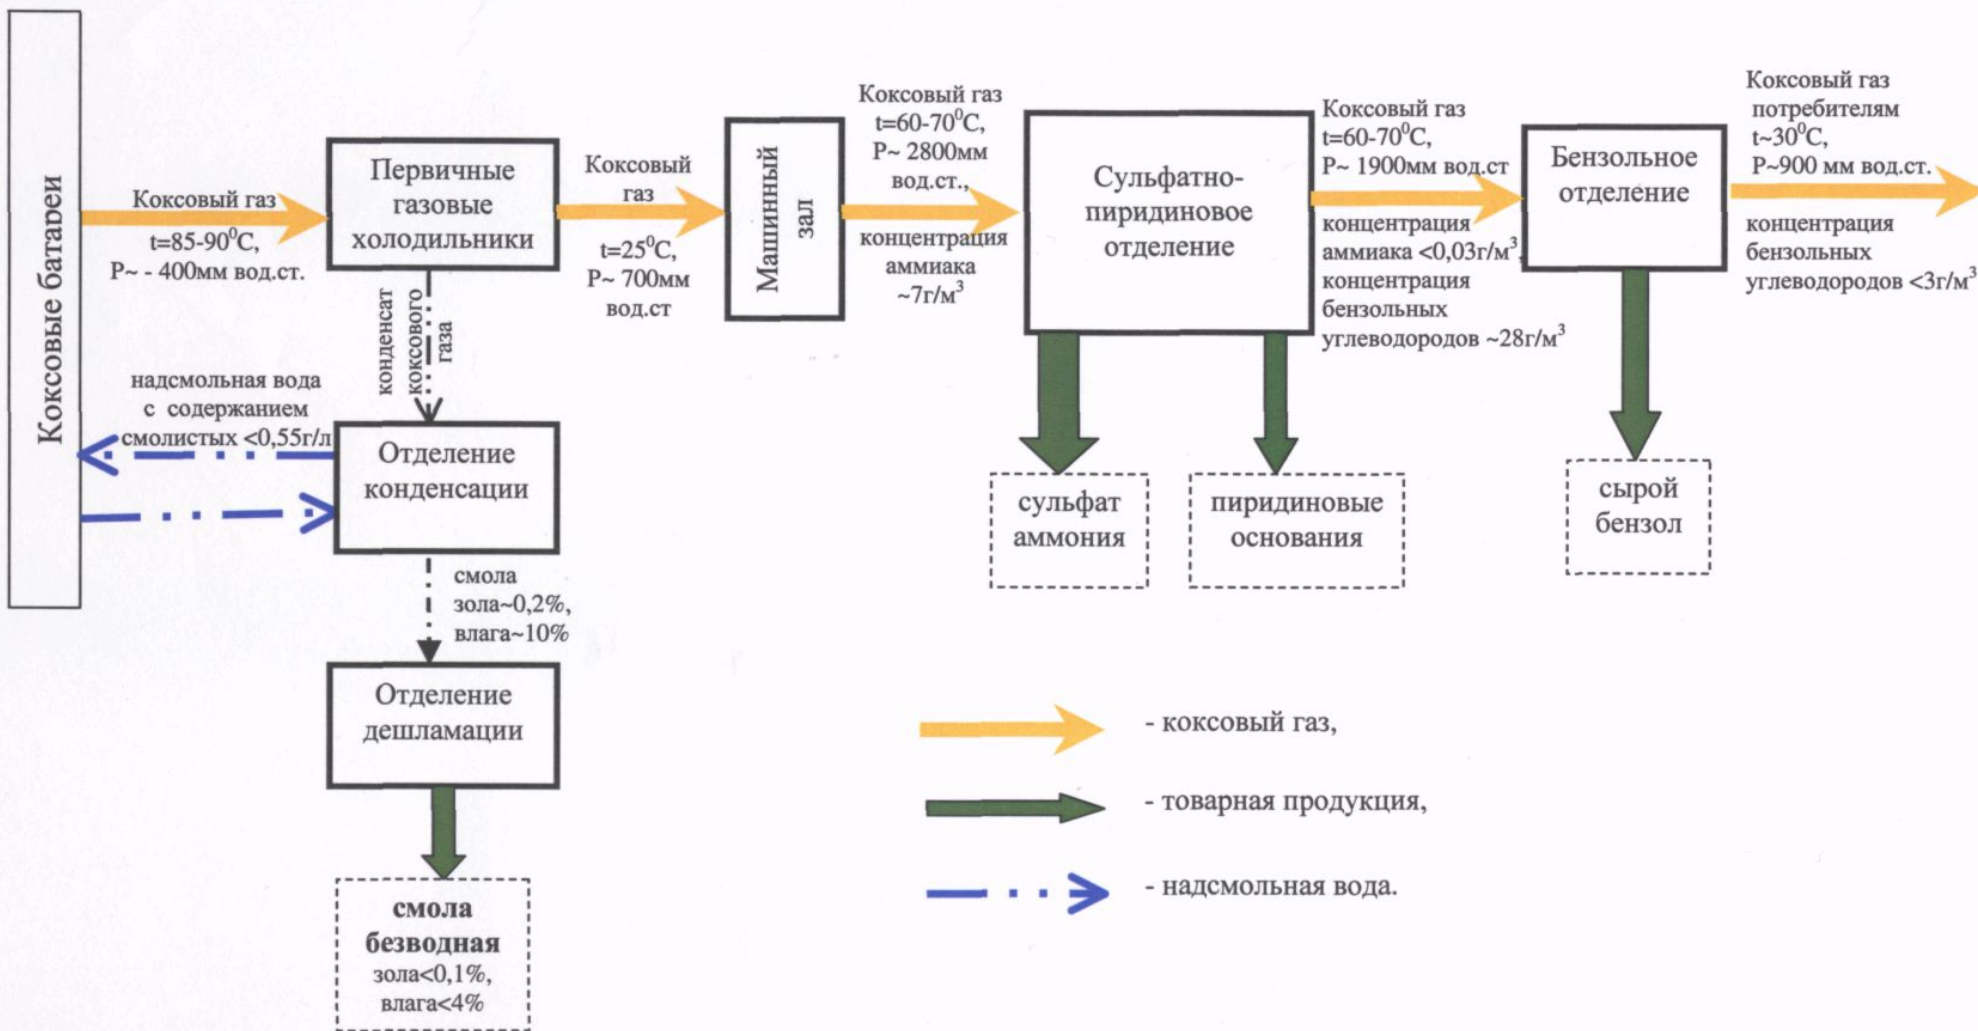 Коксовые батареи
Коксовый газ
t=85-90⁰C,
P~ - 400мм вод.ст.
Первичные
газовые
холодильники
Коксовый
газ
t=25⁰C,
P~ 700мм
вод.ст
Машинный
зал
Коксовый газ
t=60-70⁰C,
P~ 2800мм
вод.ст.,
концентрация
аммиака
~7г/м³
Сульфатно-
пиридиновое
отделение
Коксовый газ
t=60-70⁰C,
P~ 1900мм вод.ст
концентрация
аммиака <0,03г/м³,
концентрация
бензольных
углеводородов ~28г/м³
Бензольное
отделение
Коксовый газ
потребителям
t~30⁰C,
P~900 мм вод.ст.
концентрация
бензольных
углеводородов <3г/м³
конденсат
коксового
газа
надсмольная вода
с содержанием
смолистых <0,55г/л
Отделение
конденсации
сульфат
аммония
пиридиновые
основания
сырой
бензол
смола
зола~0,2%,
влага~10%
Отделение
дешламации
смола
безводная
зола<0,1%,
влага<4%
- коксовый газ,
- товарная продукция,
- надсмольная вода.